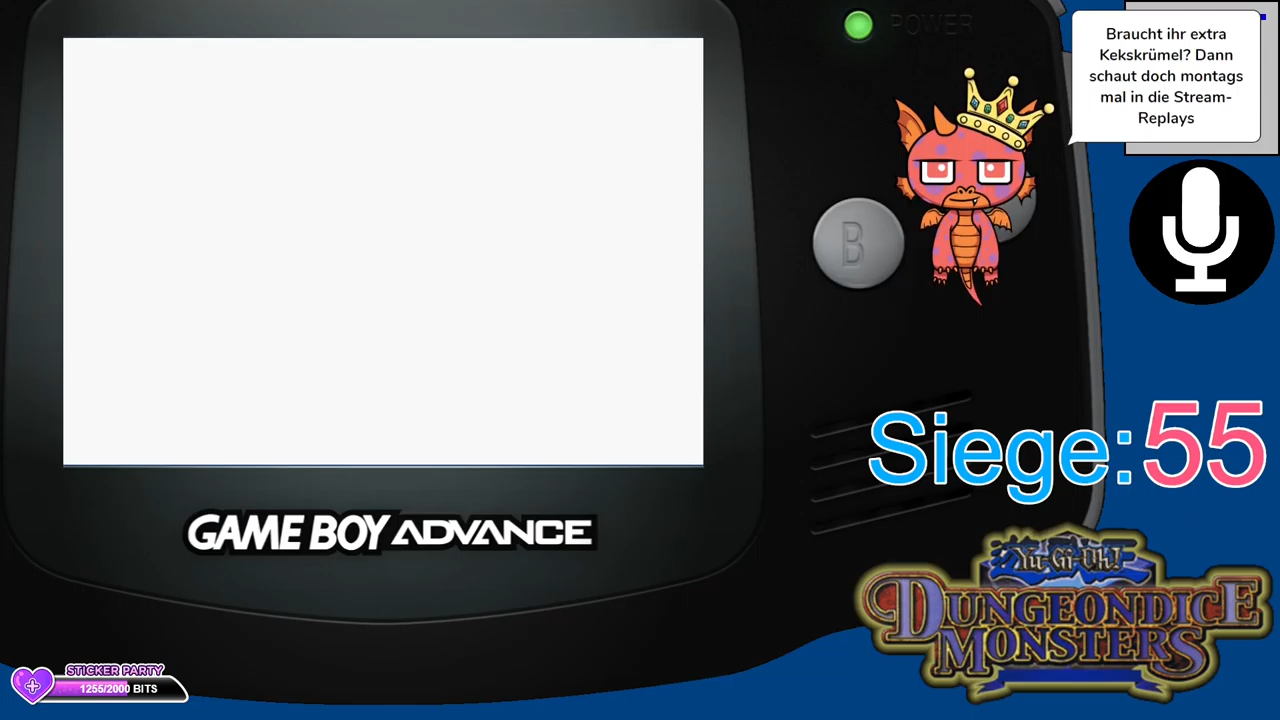 POWER
Braucht ihr extra
Kekskrümel? Dann
schaut doch montags
mal in die Stream-
Replays
B
Siege:55
GAME BOY ADVANCE
Yu-Gi-Oh!
DUNGEONDICE
MONSTERS
STICKER PARTY
1255/2000 BITS